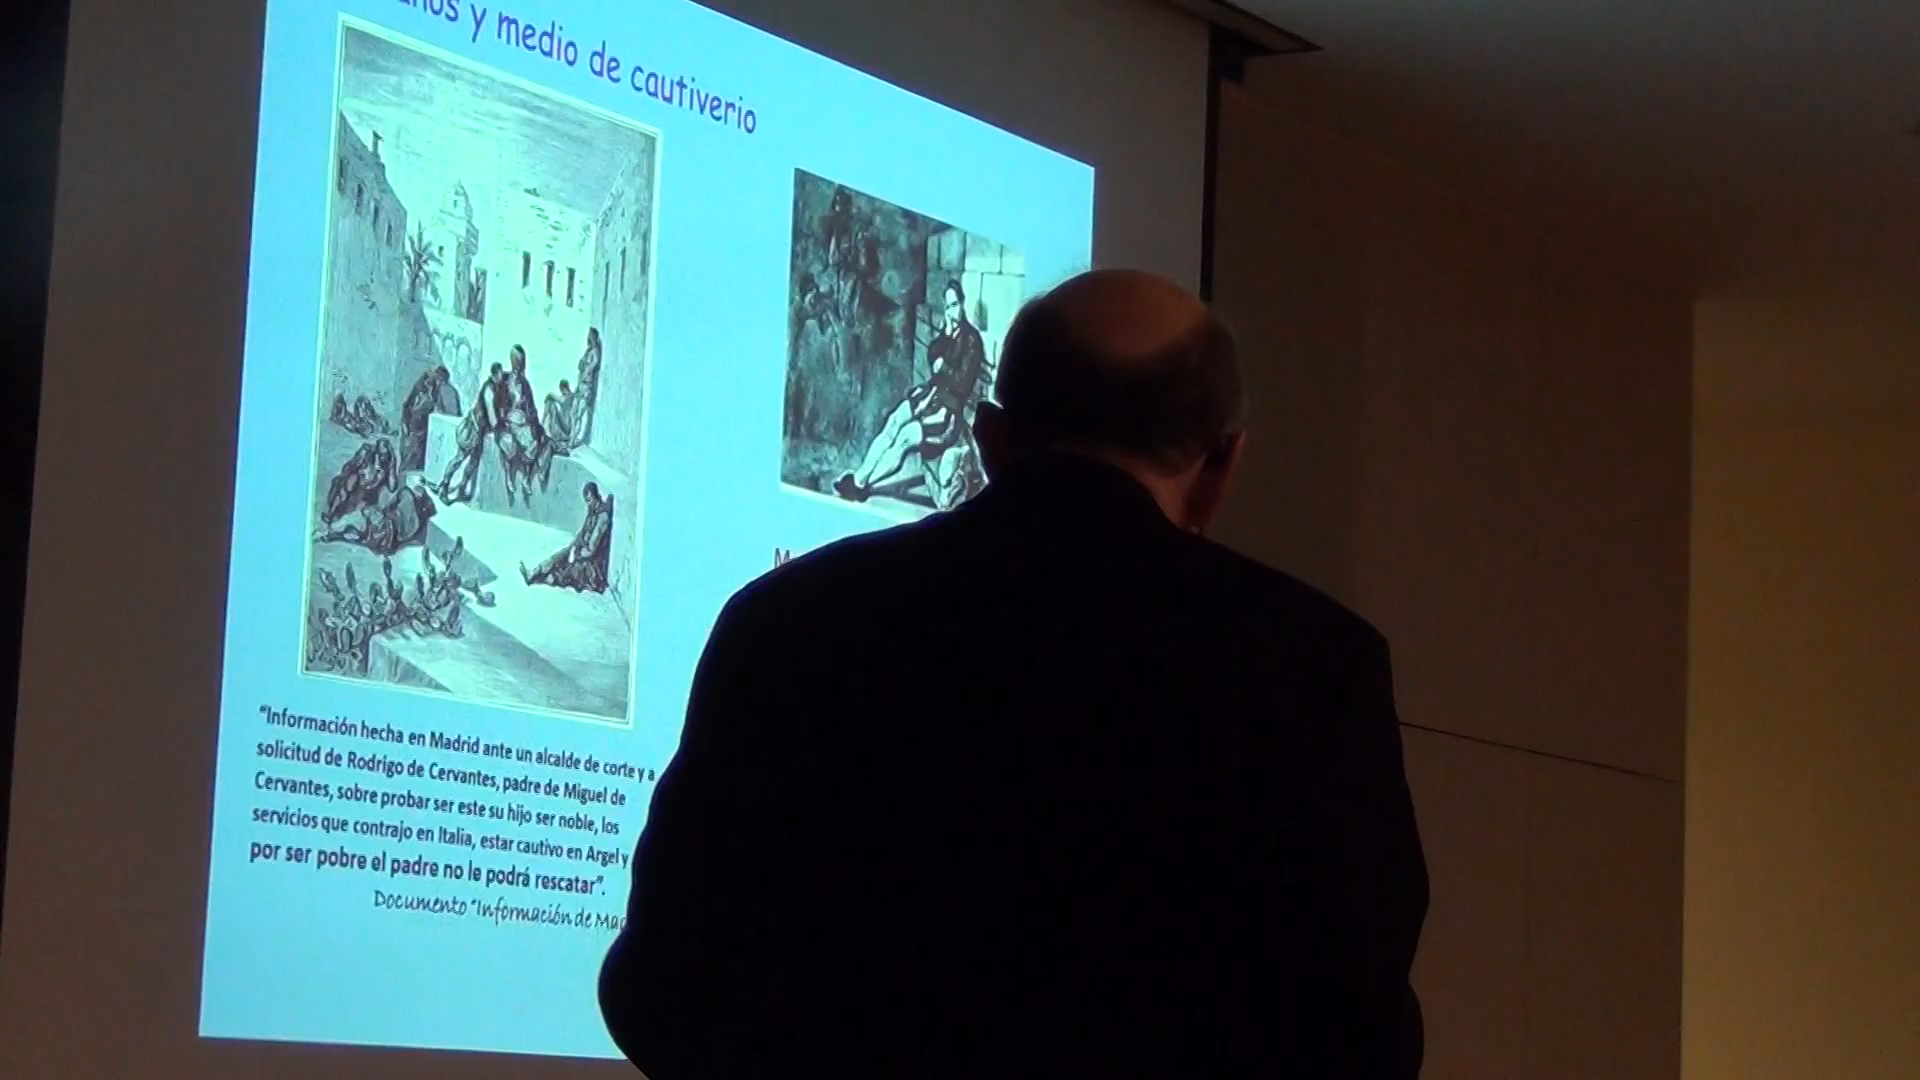 y medio de cautiverio
“Información hecha en Madrid ante un alcalde de corte y a
solicitud de Rodrigo de Cervantes, padre de Miguel de
Cervantes, sobre probar ser este su hijo ser noble, los
servicios que contrajo en Italia, estar cautivo en Argel y
por ser pobre el padre no le podrá rescatar”.
Documento “Información de